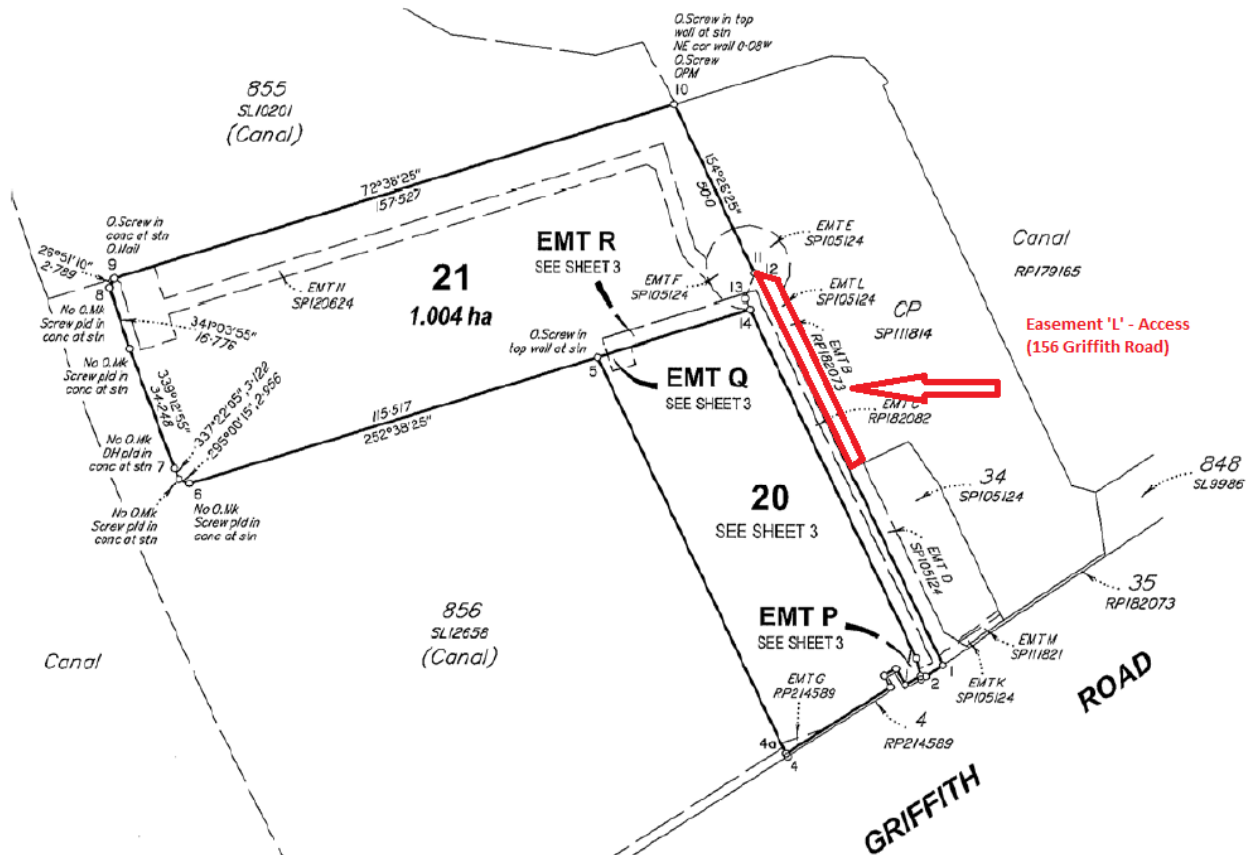 O.Screw in top
wall at stn
NE cor wall 0·08w
O.Screw
OPM
10
855
SL10201
(Canal)
72°38'25"
157·527
154°26'25"
50·0
O.Screw in
conc at stn
O.Nail
26°51'10"
2·789
9
8
EMT N
SP120624
21
1.004 ha
EMT R
SEE SHEET 3
EMT F
SP105124
EMT E
SP105124
11
12
13
14
EMT L
SP105124
Canal
RP179165
CP
SP111814
Easement 'L' - Access
(156 Griffith Road)
No O.Mk
Screw pld in
conc at stn
341°03'55"
16·776
No O.Mk
Screw pld in
conc at stn
339°12'55"
34·248
337°22'05", 3·122
295°00'15", 2·956
O.Screw in
top wall at stn
5
EMT Q
SEE SHEET 3
EMT B
RP182073
EMT C
RP182082
115·517
252°38'25"
No O.Mk
DH pld in
conc at stn
7
6
No O.Mk
Screw pld in
conc at stn
No O.Mk
Screw pld in
conc at stn
20
SEE SHEET 3
34
SP105124
848
SL9986
EMT D
SP105124
35
RP182073
856
SL12658
(Canal)
Canal
EMT P
SEE SHEET 3
EMT M
SP111821
EMT K
SP105124
1
2
EMT G
RP214589
4
RP214589
4a
4
GRIFFITH
ROAD